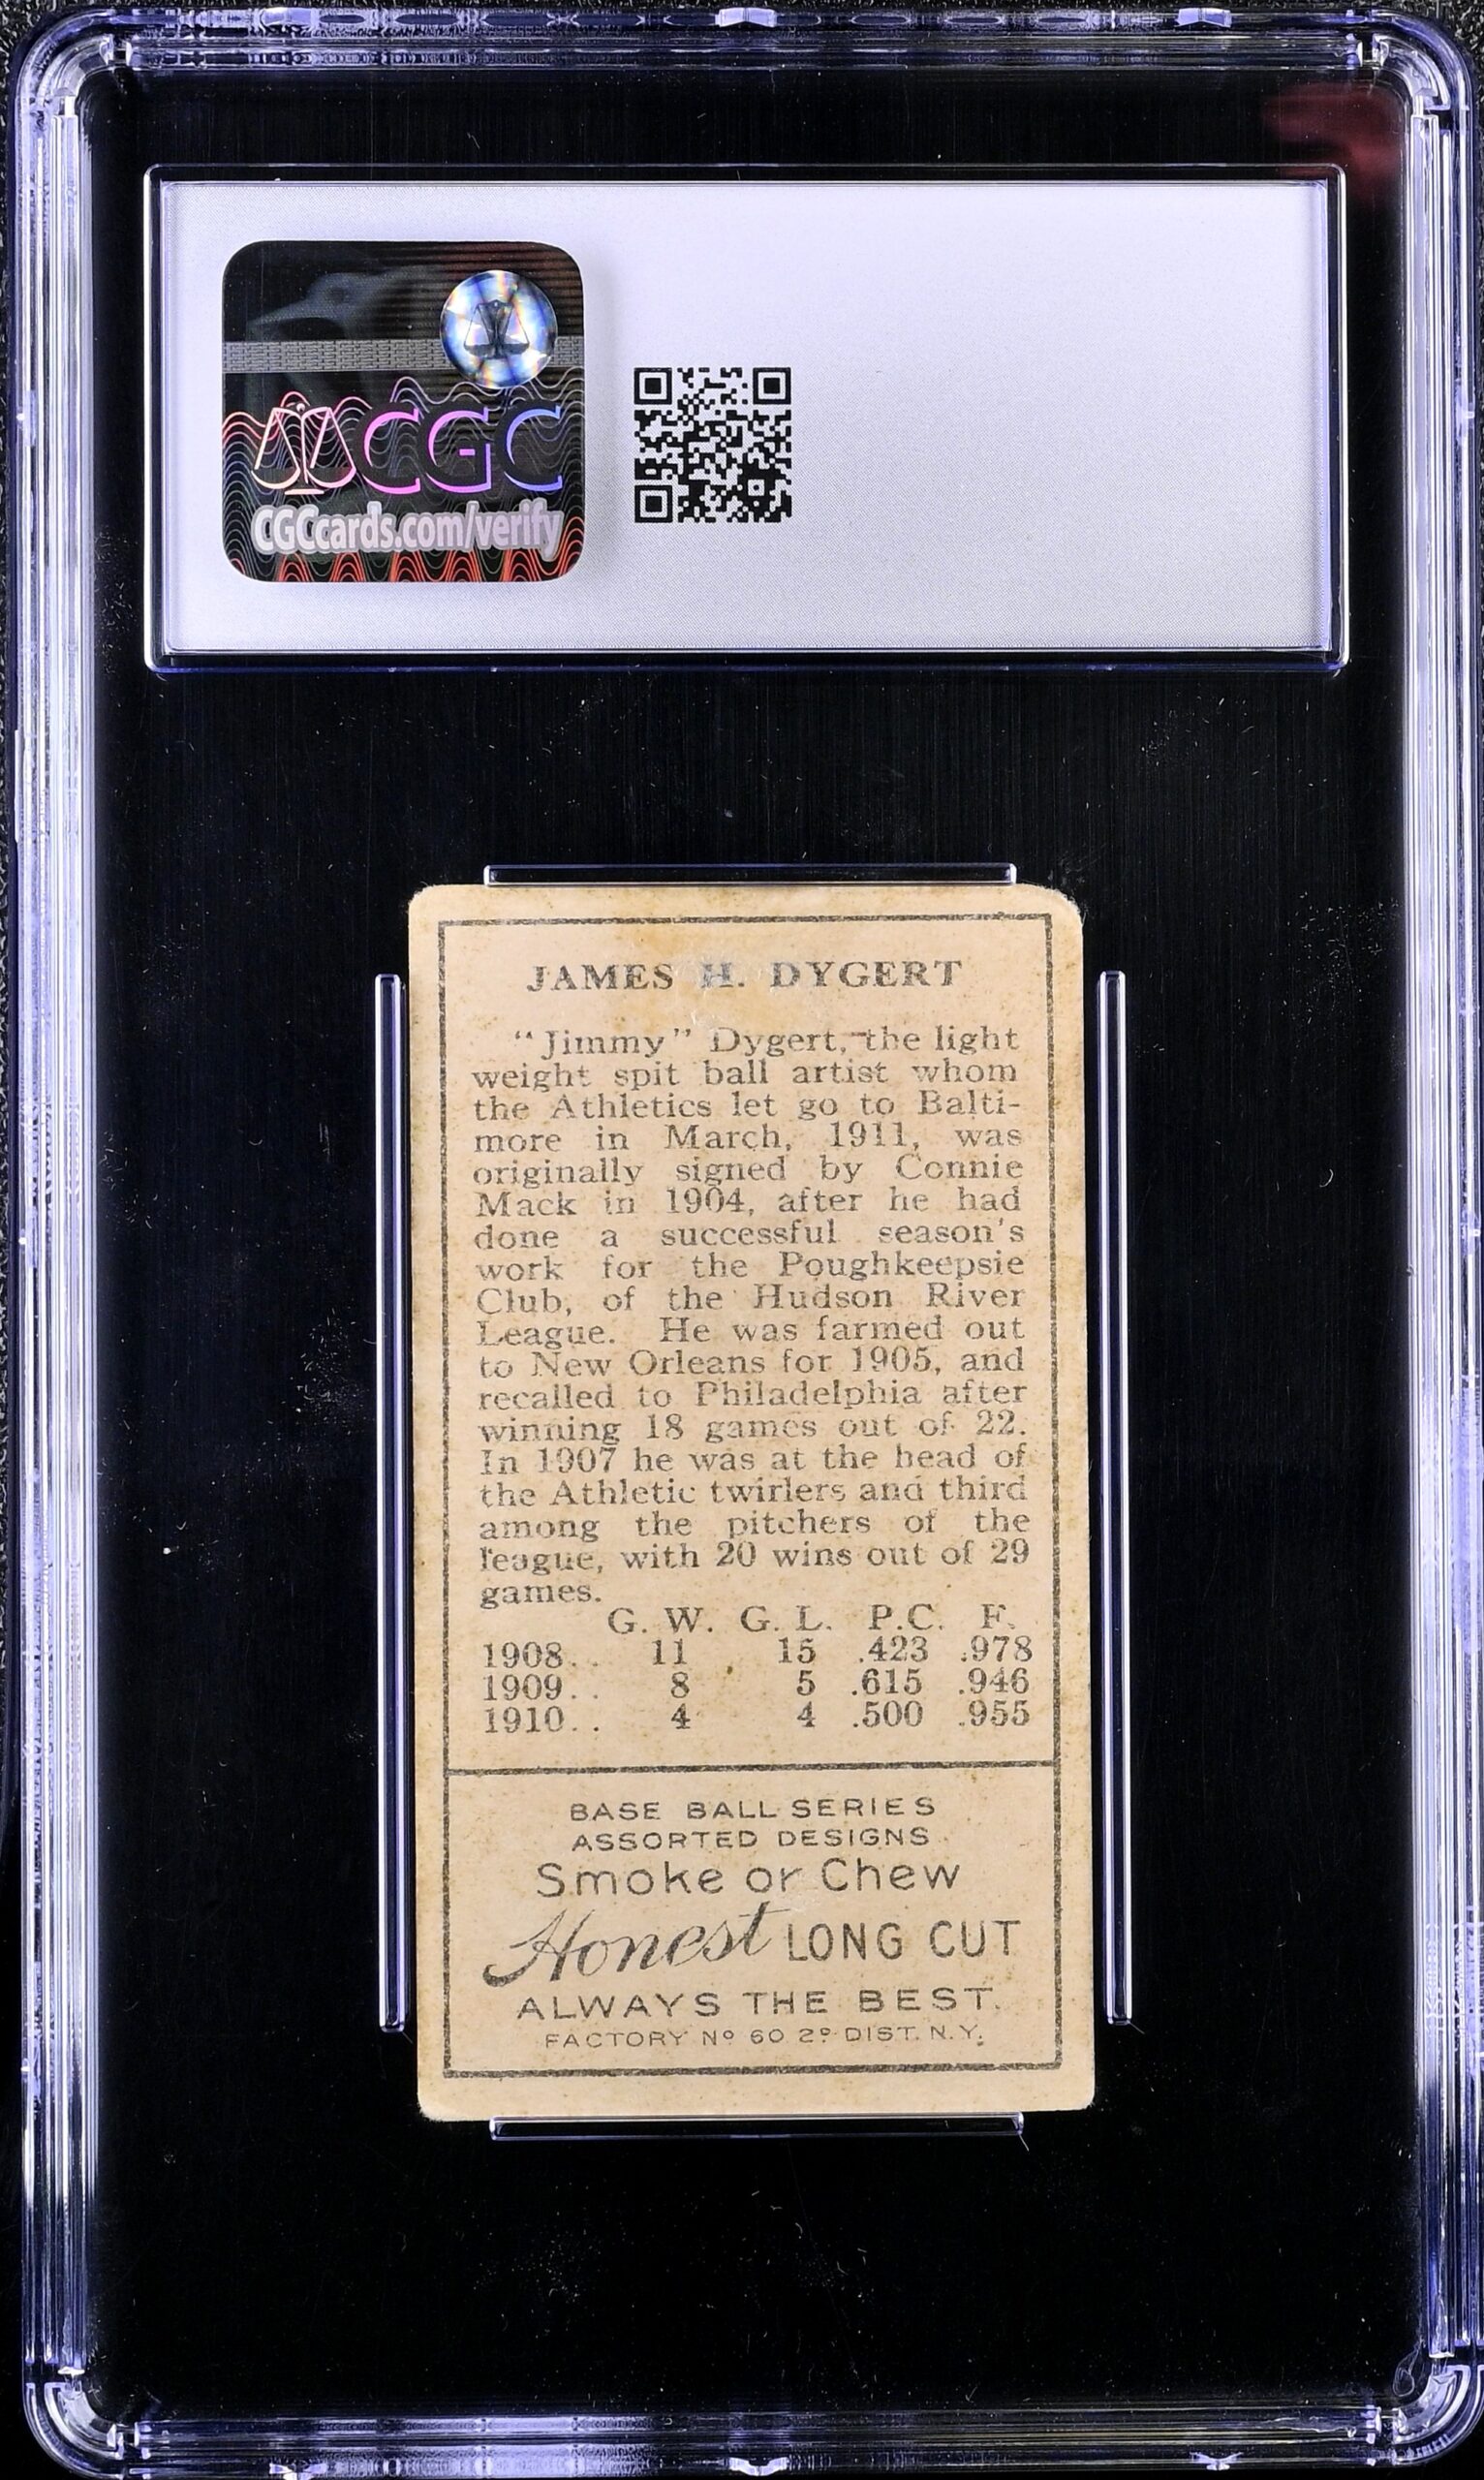 CGC
CGCcards.com/verify
JAMES H. DYGERT
"Jimmy" Dygert, the light
weight spit ball artist whom
the Athletics let go to Balti-
more in March, 1911, was
originally signed by Connie
Mack in 1904, after he had
done a successful season's
work for the Poughkeepsie
Club, of the Hudson River
League. He was farmed out
to New Orleans for 1905, and
recalled to Philadelphia after
winning 18 games out of 22.
In 1907 he was at the head of
the Athletic twirlers and third
among the pitchers of the
league, with 20 wins out of 29
games.
G. W. G. L. P.C. F.
1908.. 11 15 .423 .978
1909.. 8 5 .615 .946
1910.. 4 4 .500 .955
BASE BALL SERIES
ASSORTED DESIGNS
Smoke or Chew
Honest LONG CUT
ALWAYS THE BEST.
FACTORY Nº 60 2º DIST. N.Y.